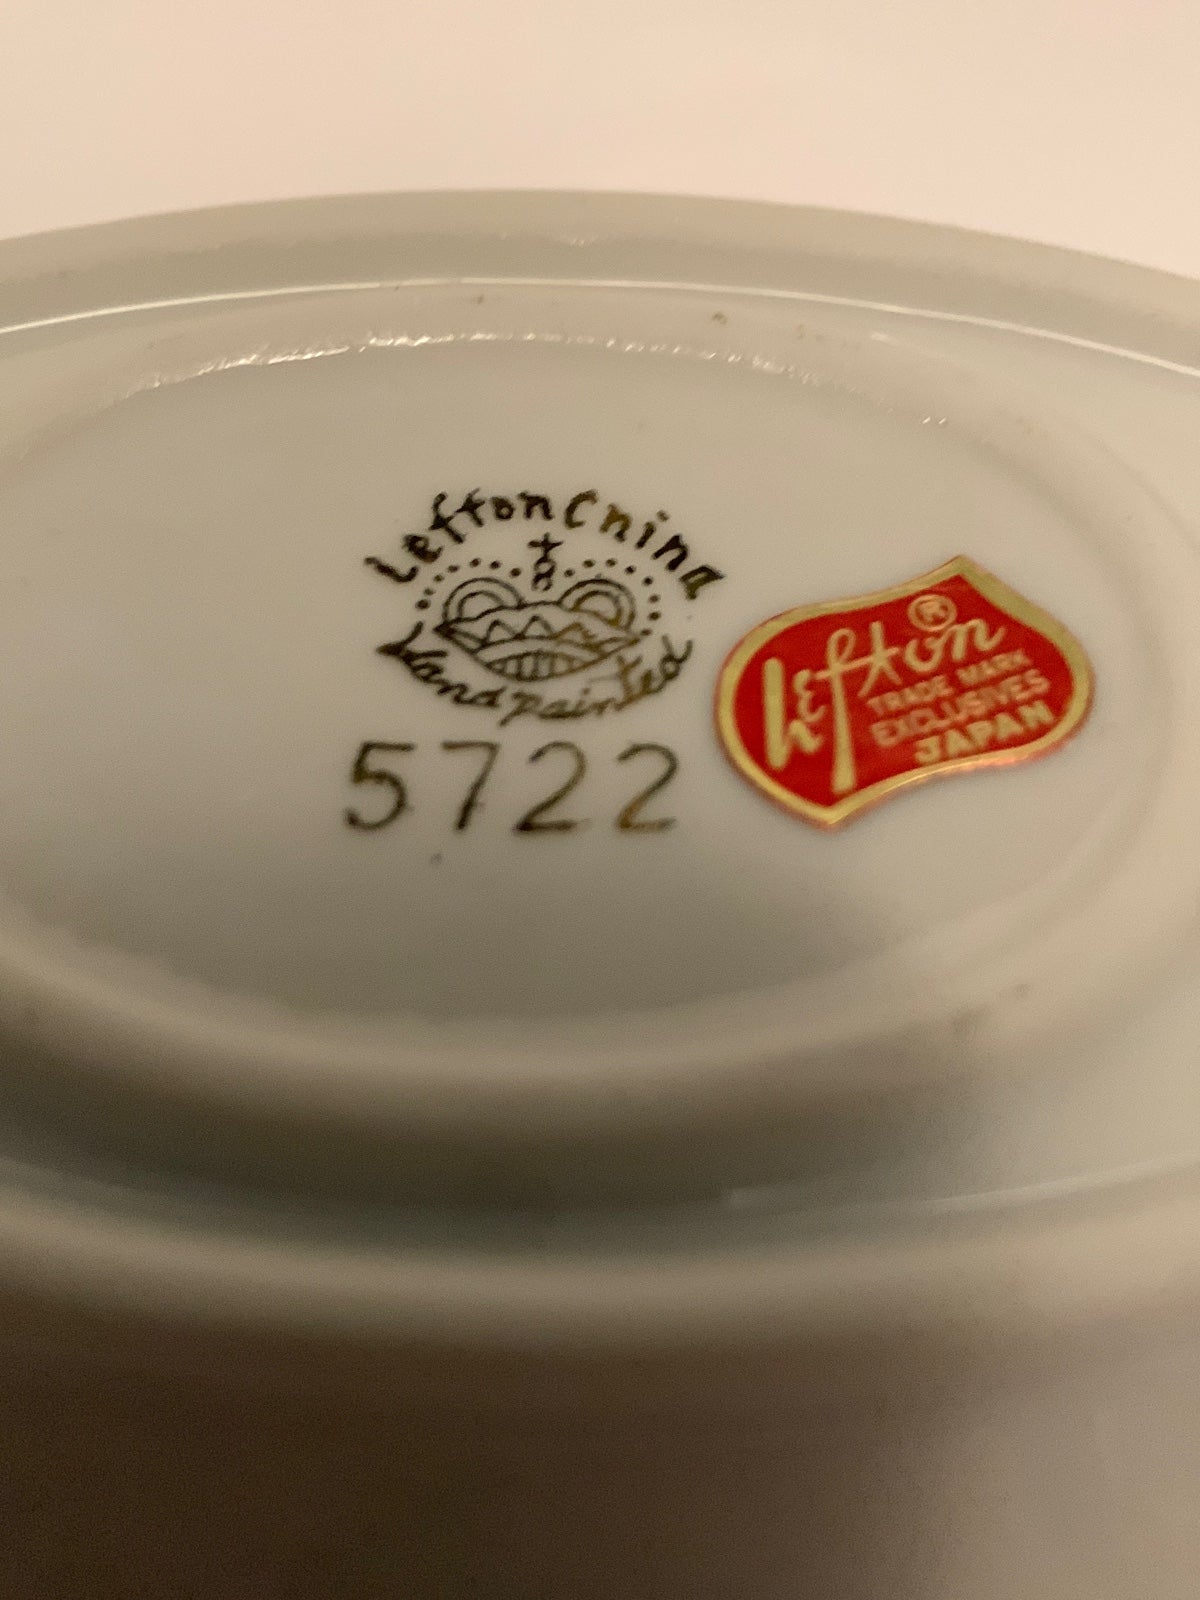 Lefton China
Hand painted
5722
Lefton ®
TRADE MARK
EXCLUSIVES
JAPAN